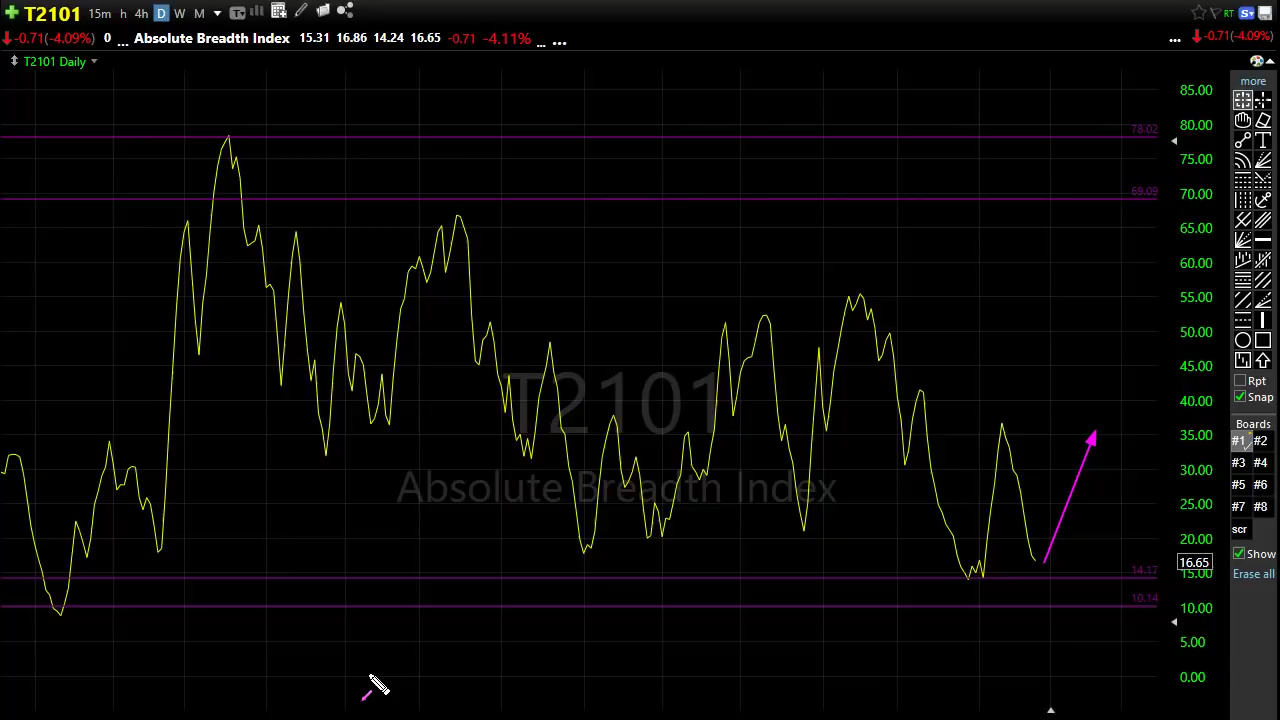 T2101 15m h 4h D W M T RT S
-0.71(-4.09%) 0 ... Absolute Breadth Index 15.31 16.86 14.24 16.65 -0.71 -4.11% ... ... ... -0.71(-4.09%)
T2101 Daily
more
85.00
80.00
78.02
75.00
69.09
70.00
65.00
60.00
55.00
50.00
45.00
40.00
35.00
30.00
25.00
20.00
16.65
14.17
15.00
10.14
10.00
5.00
0.00
T2101
Absolute Breadth Index
T
Rpt
Snap
Boards
#1 #2
#3 #4
#5 #6
#7 #8
scr
Show
Erase all